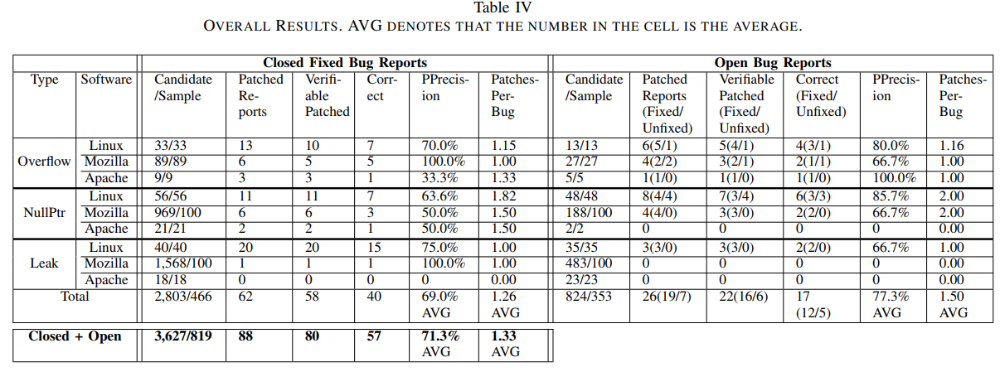 Table IV
OVERALL RESULTS. AVG DENOTES THAT THE NUMBER IN THE CELL IS THE AVERAGE.
Closed Fixed Bug Reports Open Bug Reports
Type Software Candidate Patched Verifi- Cor- PPrecis- Patches- Candidate Patched Verifiable Correct PPrecis- Patches-
/Sample Re- able rect ion Per- /Sample Reports Patched (Fixed/ ion Per-
ports Patched Bug (Fixed/ (Fixed/ Unfixed) Bug
Unfixed) Unfixed)
Linux 33/33 13 10 7 70.0% 1.15 13/13 6(5/1) 5(4/1) 4(3/1) 80.0% 1.16
Overflow Mozilla 89/89 6 5 5 100.0% 1.00 27/27 4(2/2) 3(2/1) 2(1/1) 66.7% 1.00
Apache 9/9 3 3 1 33.3% 1.33 5/5 1(1/0) 1(1/0) 1(1/0) 100.0% 1.00
Linux 56/56 11 11 7 63.6% 1.82 48/48 8(4/4) 7(3/4) 6(3/3) 85.7% 2.00
NullPtr Mozilla 969/100 6 6 3 50.0% 1.50 188/100 4(4/0) 3(3/0) 2(2/0) 66.7% 2.00
Apache 21/21 2 2 1 50.0% 1.50 2/2 0 0 0 0 0.00
Linux 40/40 20 20 15 75.0% 1.00 35/35 3(3/0) 3(3/0) 2(2/0) 66.7% 1.00
Leak Mozilla 1,568/100 1 1 1 100.0% 1.00 483/100 0 0 0 0 0.00
Apache 18/18 0 0 0 0 0.00 23/23 0 0 0 0 0.00
Total 2,803/466 62 58 40 69.0% 1.26 824/353 26(19/7) 22(16/6) 17 77.3% 1.50
AVG AVG (12/5) AVG AVG
Closed + Open 3,627/819 88 80 57 71.3% 1.33
AVG AVG